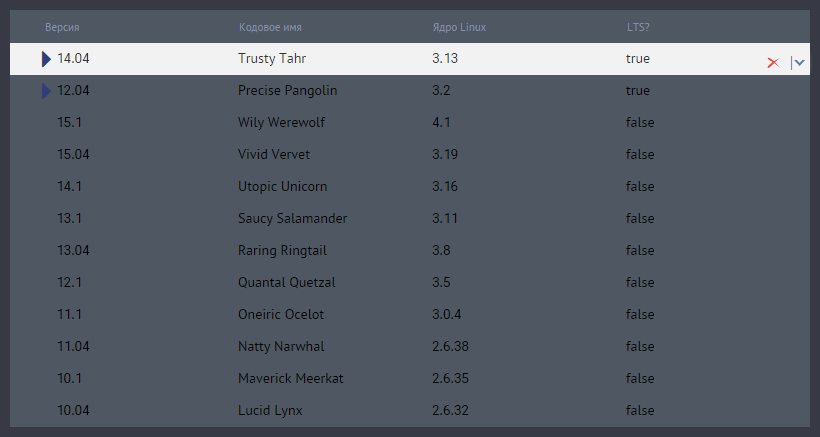 Версия Кодовое имя Ядро Linux LTS?
14.04 Trusty Tahr 3.13 true
12.04 Precise Pangolin 3.2 true
15.1 Wily Werewolf 4.1 false
15.04 Vivid Vervet 3.19 false
14.1 Utopic Unicorn 3.16 false
13.1 Saucy Salamander 3.11 false
13.04 Raring Ringtail 3.8 false
12.1 Quantal Quetzal 3.5 false
11.1 Oneiric Ocelot 3.0.4 false
11.04 Natty Narwhal 2.6.38 false
10.1 Maverick Meerkat 2.6.35 false
10.04 Lucid Lynx 2.6.32 false